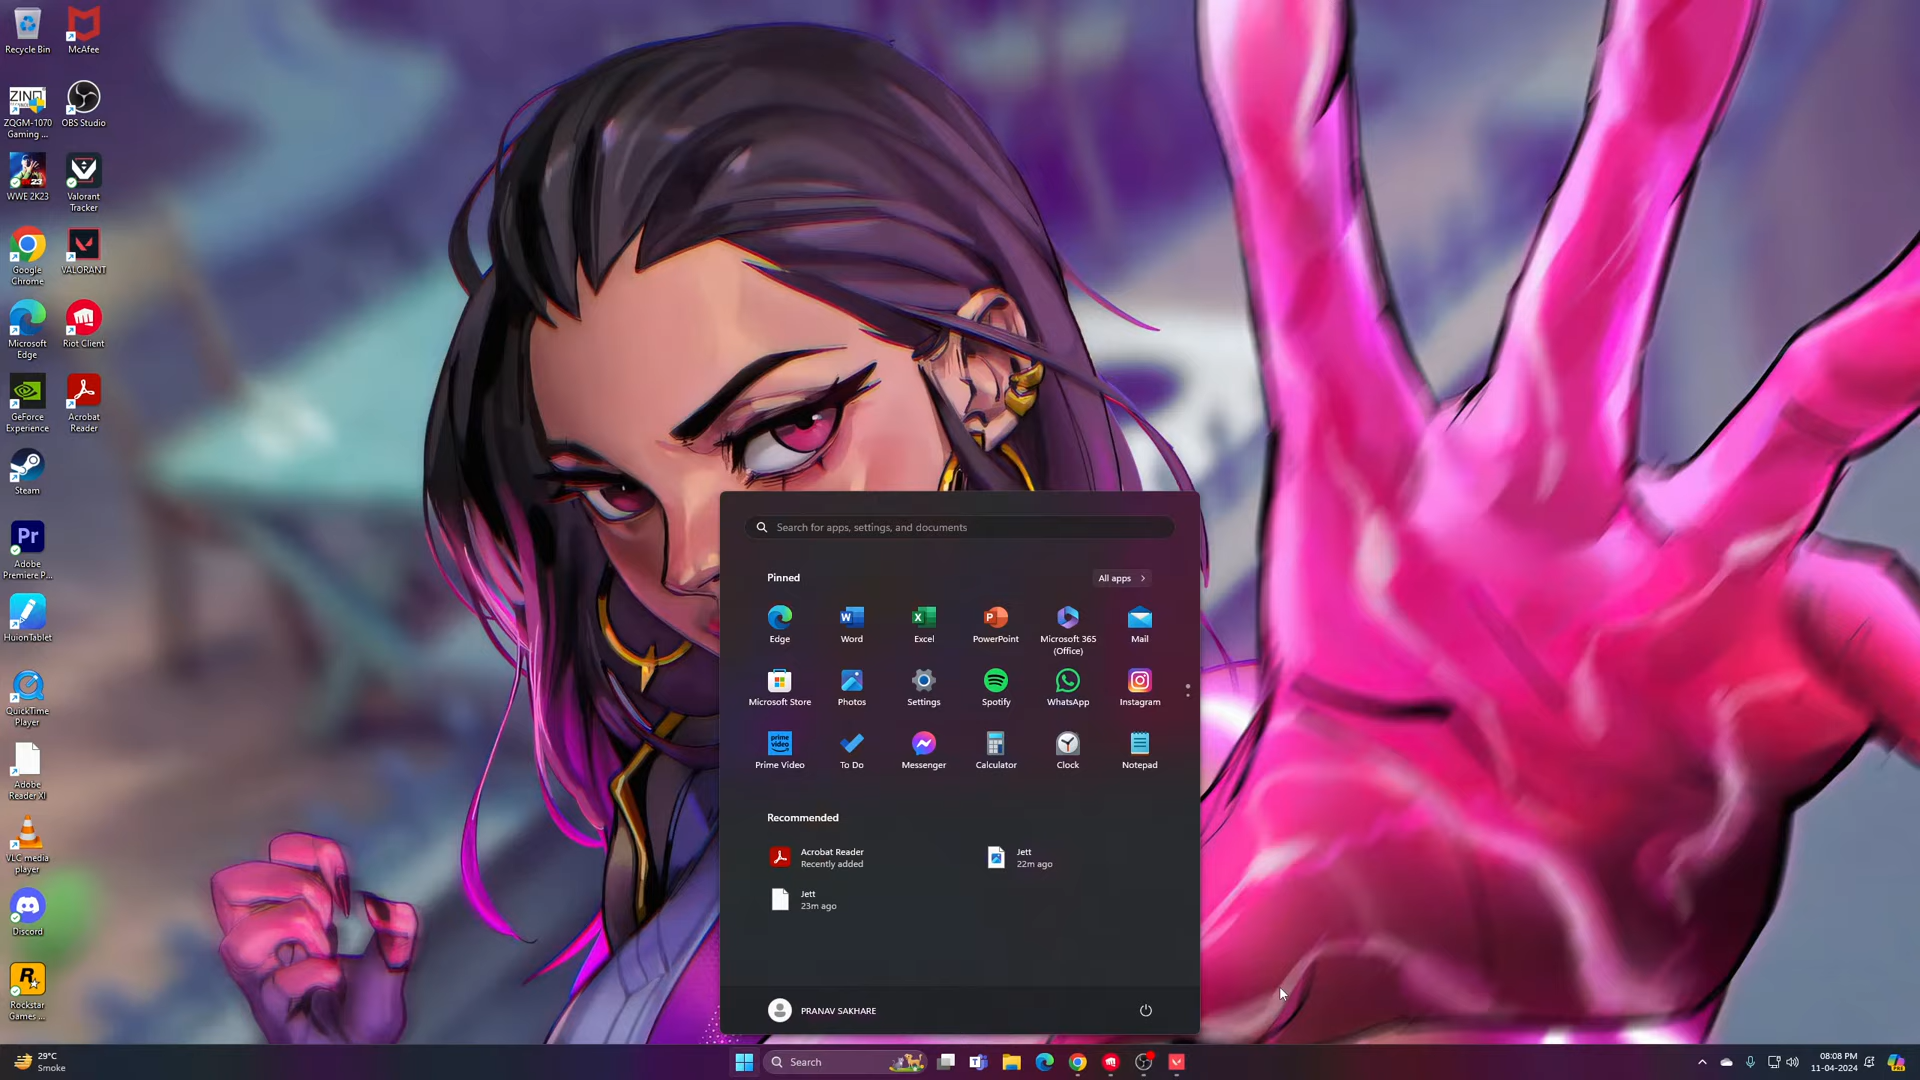 Recycle Bin
McAfee
ZQGM-1070
Gaming ...
OBS Studio
WWE 2K23
Valorant
Tracker
Google
Chrome
VALORANT
Microsoft
Edge
Riot Client
GeForce
Experience
Acrobat
Reader
Steam
Pr
Adobe
Premiere P...
HuionTablet
QuickTime
Player
Adobe
Reader XI
VLC media
player
Discord
Rockstar
Games ...
Search for apps, settings, and documents
Pinned
All apps
Edge
Word
Excel
PowerPoint
Microsoft 365
(Office)
Mail
Microsoft Store
Photos
Settings
Spotify
WhatsApp
Instagram
prime
video
Prime Video
To Do
Messenger
Calculator
Clock
Notepad
Recommended
Acrobat Reader
Recently added
Jett
22m ago
Jett
23m ago
PRANAV SAKHARE
29°C
Smoke
Search
08:08 PM
11-04-2024